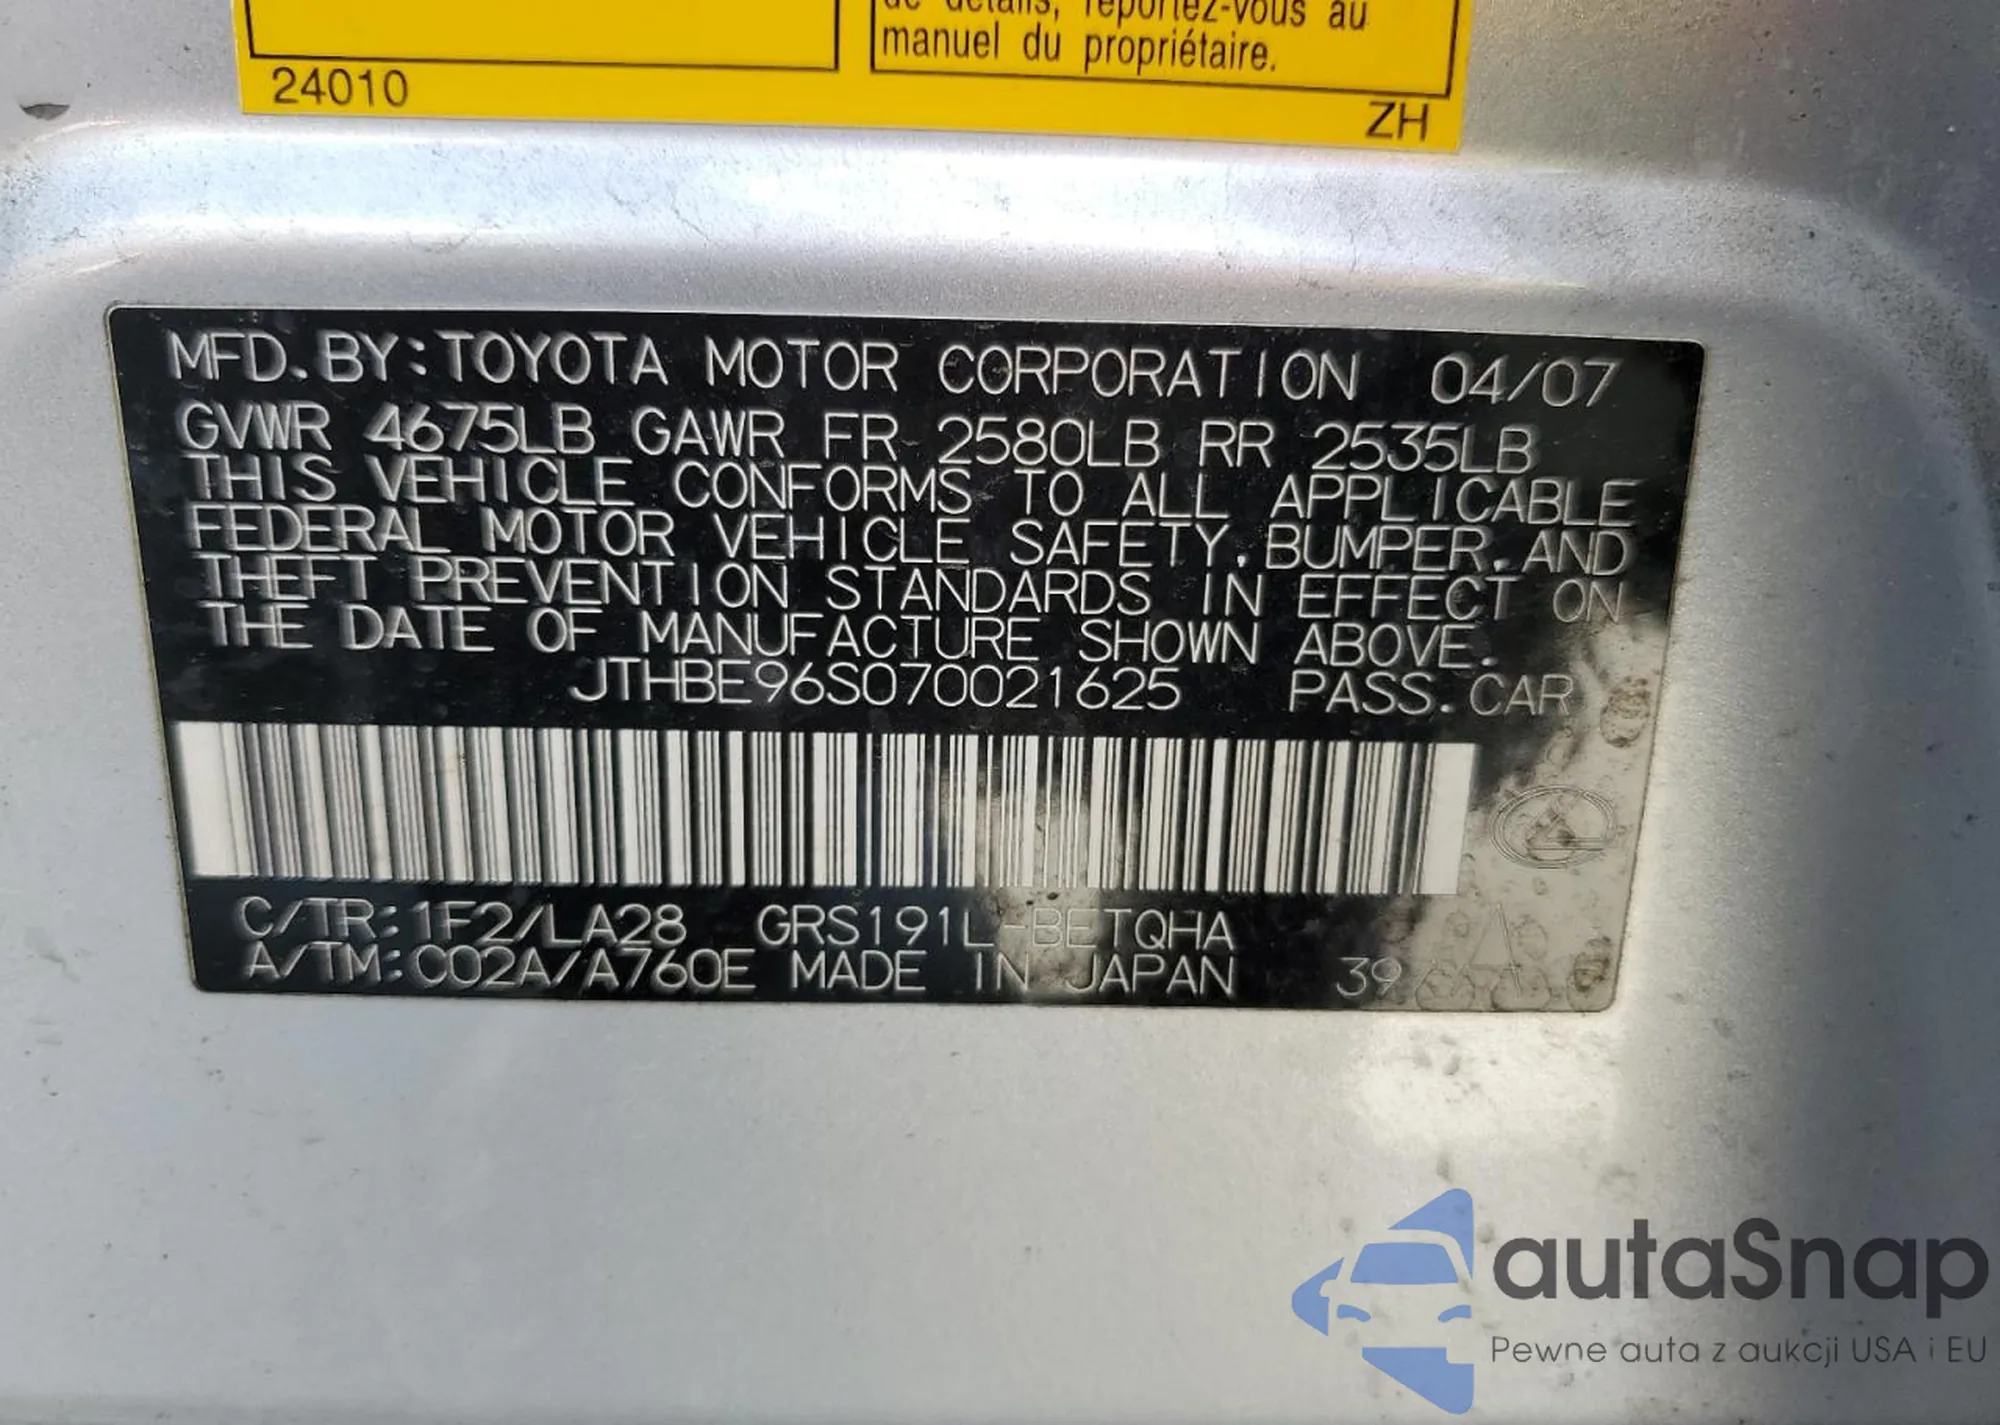 de détails, reportez-vous au
manuel du propriétaire.
24010
ZH
MFD. BY: TOYOTA MOTOR CORPORATION 04/07
GVWR 4675LB GAWR FR 2580LB RR 2535LB
THIS VEHICLE CONFORMS TO ALL APPLICABLE
FEDERAL MOTOR VEHICLE SAFETY, BUMPER, AND
THEFT PREVENTION STANDARDS IN EFFECT ON
THE DATE OF MANUFACTURE SHOWN ABOVE.
JTHBE96S070021625 PASS. CAR
C/TR: 1F2/LA28 GRS191L-BETQHA
A/TM: C02A/A760E MADE IN JAPAN 39
A
autaSnap
Pewne auta z aukcji USA i EU